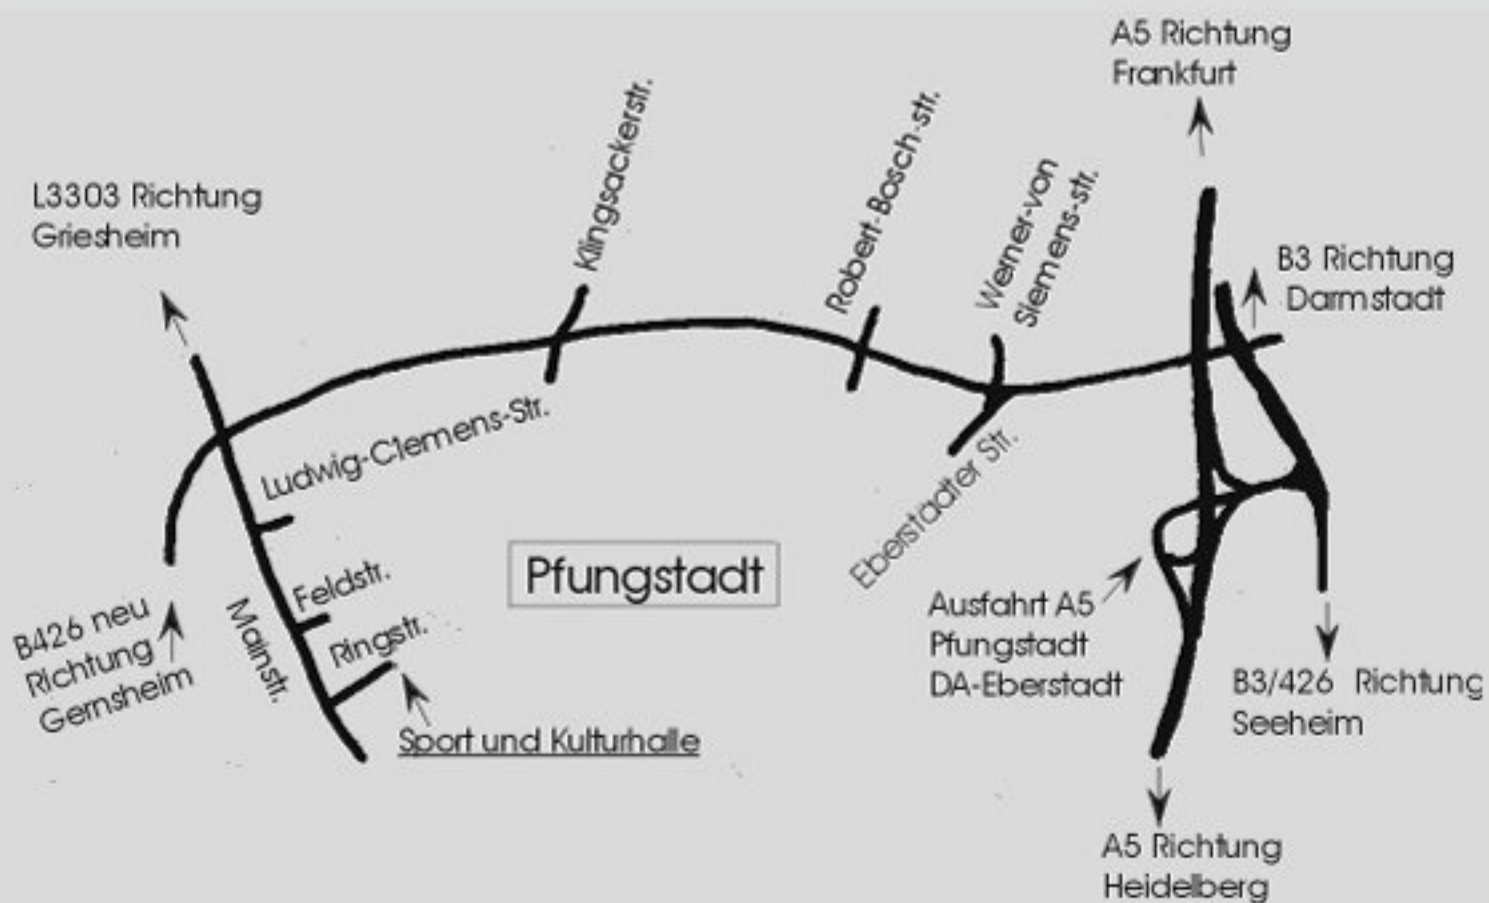 A5 Richtung
Frankfurt
L3303 Richtung
Griesheim
Klingsackerstr.
Robert-Bosch-str.
Werner-von
Siemens-str.
B3 Richtung
Darmstadt
Ludwig-Clemens-Str.
Eberstadter Str.
Pfungstadt
Feldstr.
Ringstr.
Mainstr.
B426 neu
Richtung
Gernsheim
Sport und Kulturhalle
Ausfahrt A5
Pfungstadt
DA-Eberstadt
B3/426 Richtung
Seeheim
A5 Richtung
Heidelberg